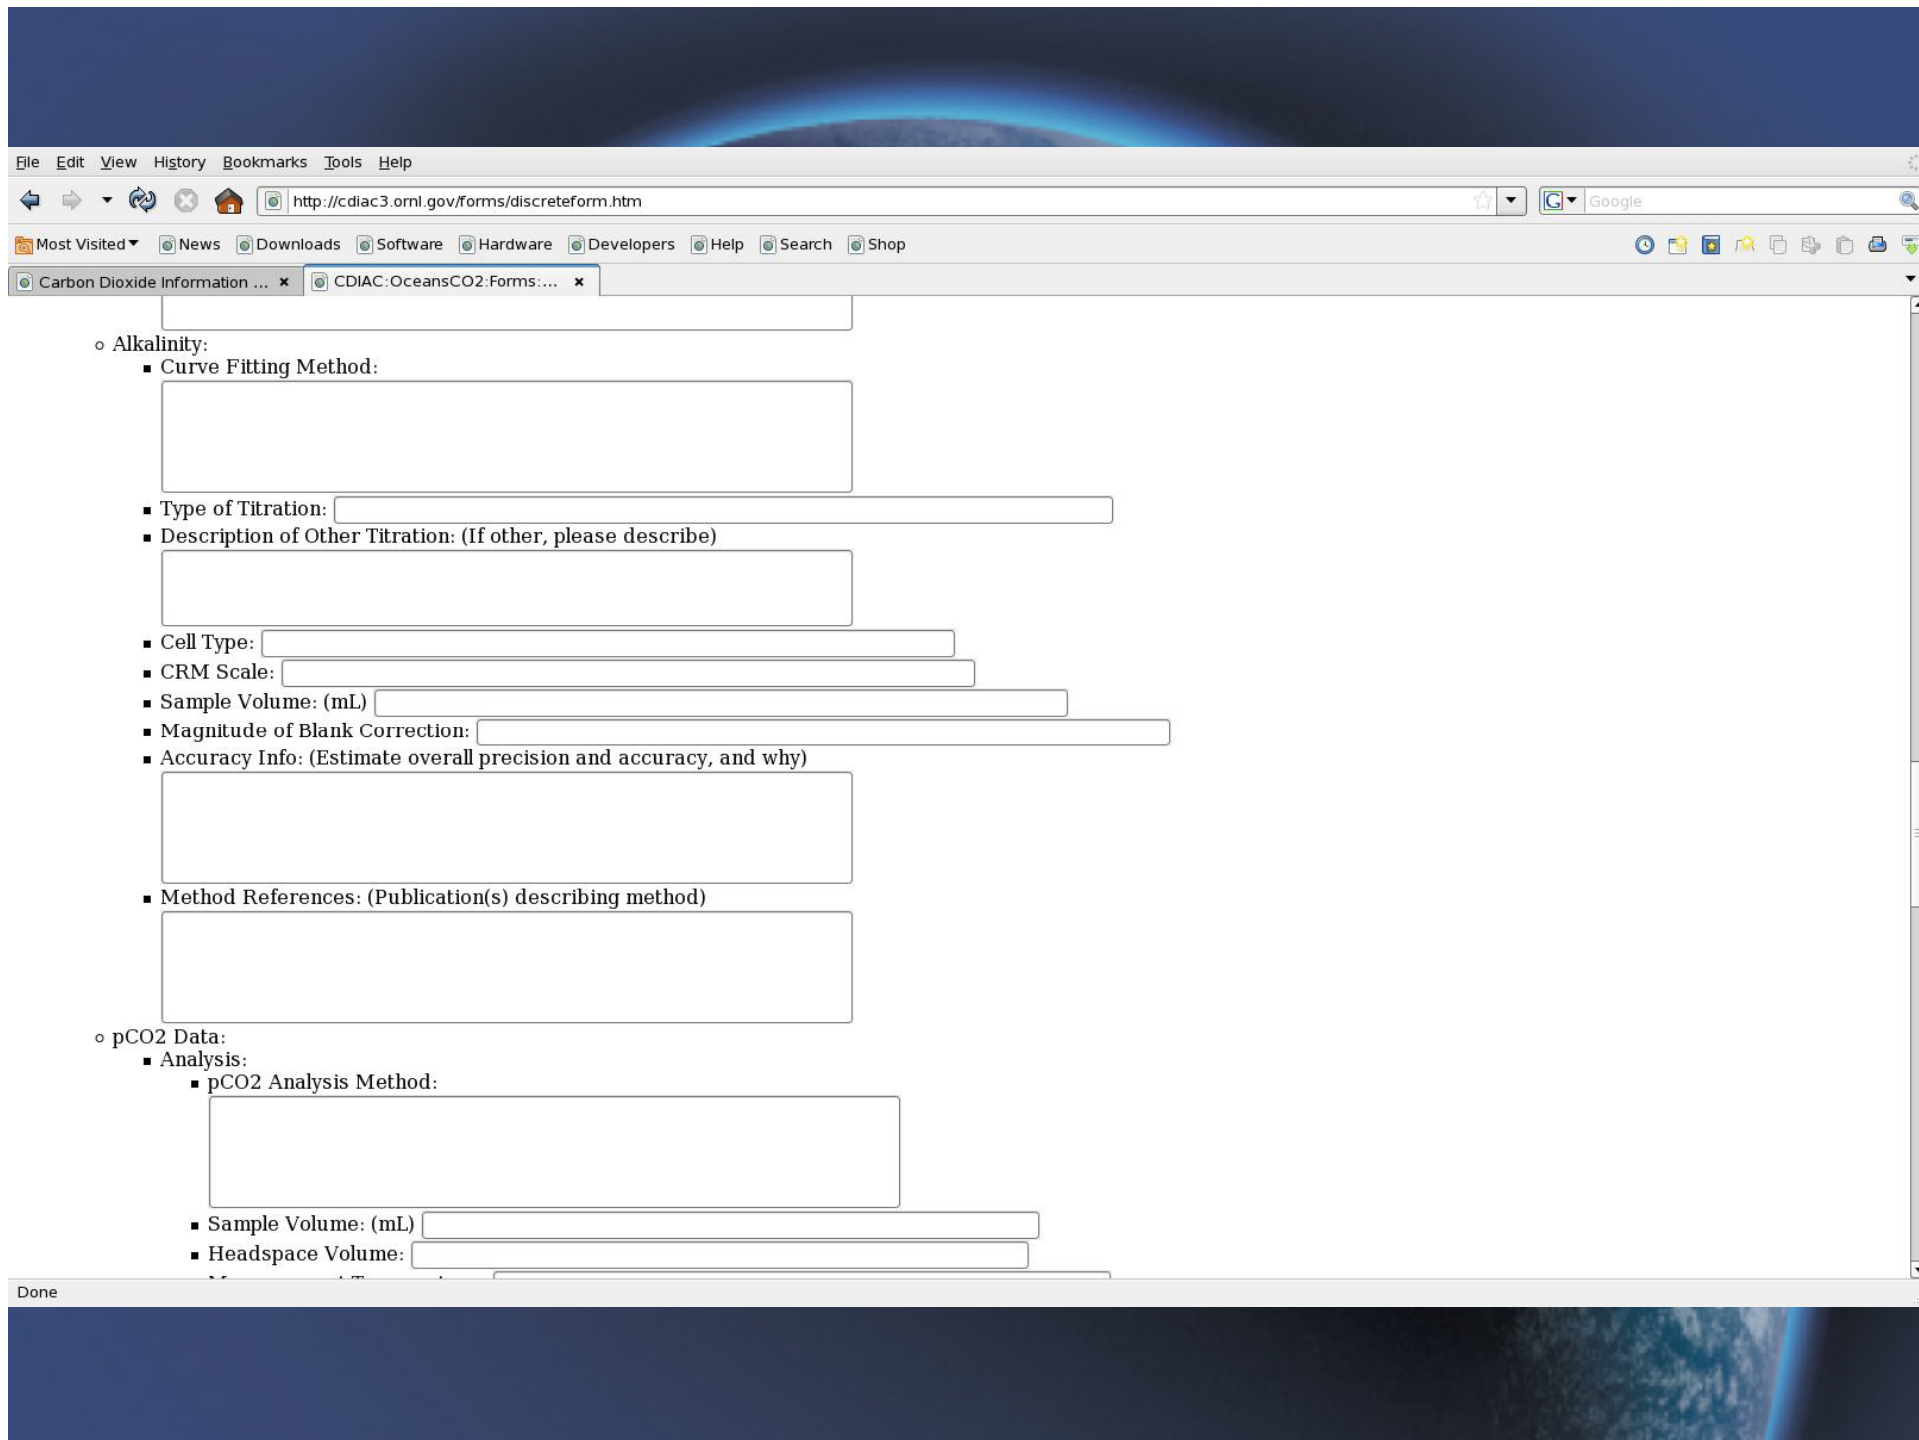 File Edit View History Bookmarks Tools Help
http://cdiac3.ornl.gov/forms/discreteform.htm
G Google
Most Visited News Downloads Software Hardware Developers Help Search Shop
Carbon Dioxide Information ... CDIAC:OceansCO2:Forms:...
Alkalinity:
Curve Fitting Method:
Type of Titration:
Description of Other Titration: (If other, please describe)
Cell Type:
CRM Scale:
Sample Volume: (mL)
Magnitude of Blank Correction:
Accuracy Info: (Estimate overall precision and accuracy, and why)
Method References: (Publication(s) describing method)
pCO2 Data:
Analysis:
pCO2 Analysis Method:
Sample Volume: (mL)
Headspace Volume:
Done